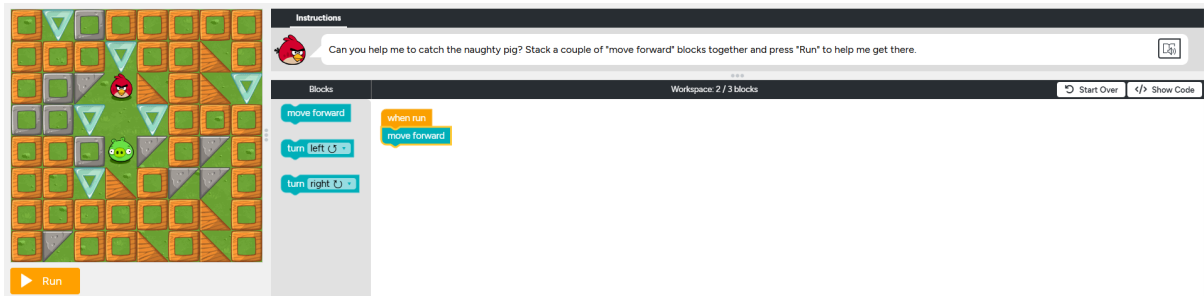 Instructions
Can you help me to catch the naughty pig? Stack a couple of "move forward" blocks together and press "Run" to help me get there.
Blocks
Workspace: 2 / 3 blocks
Start Over
</> Show Code
move forward
turn left
turn right
when run
move forward
Run